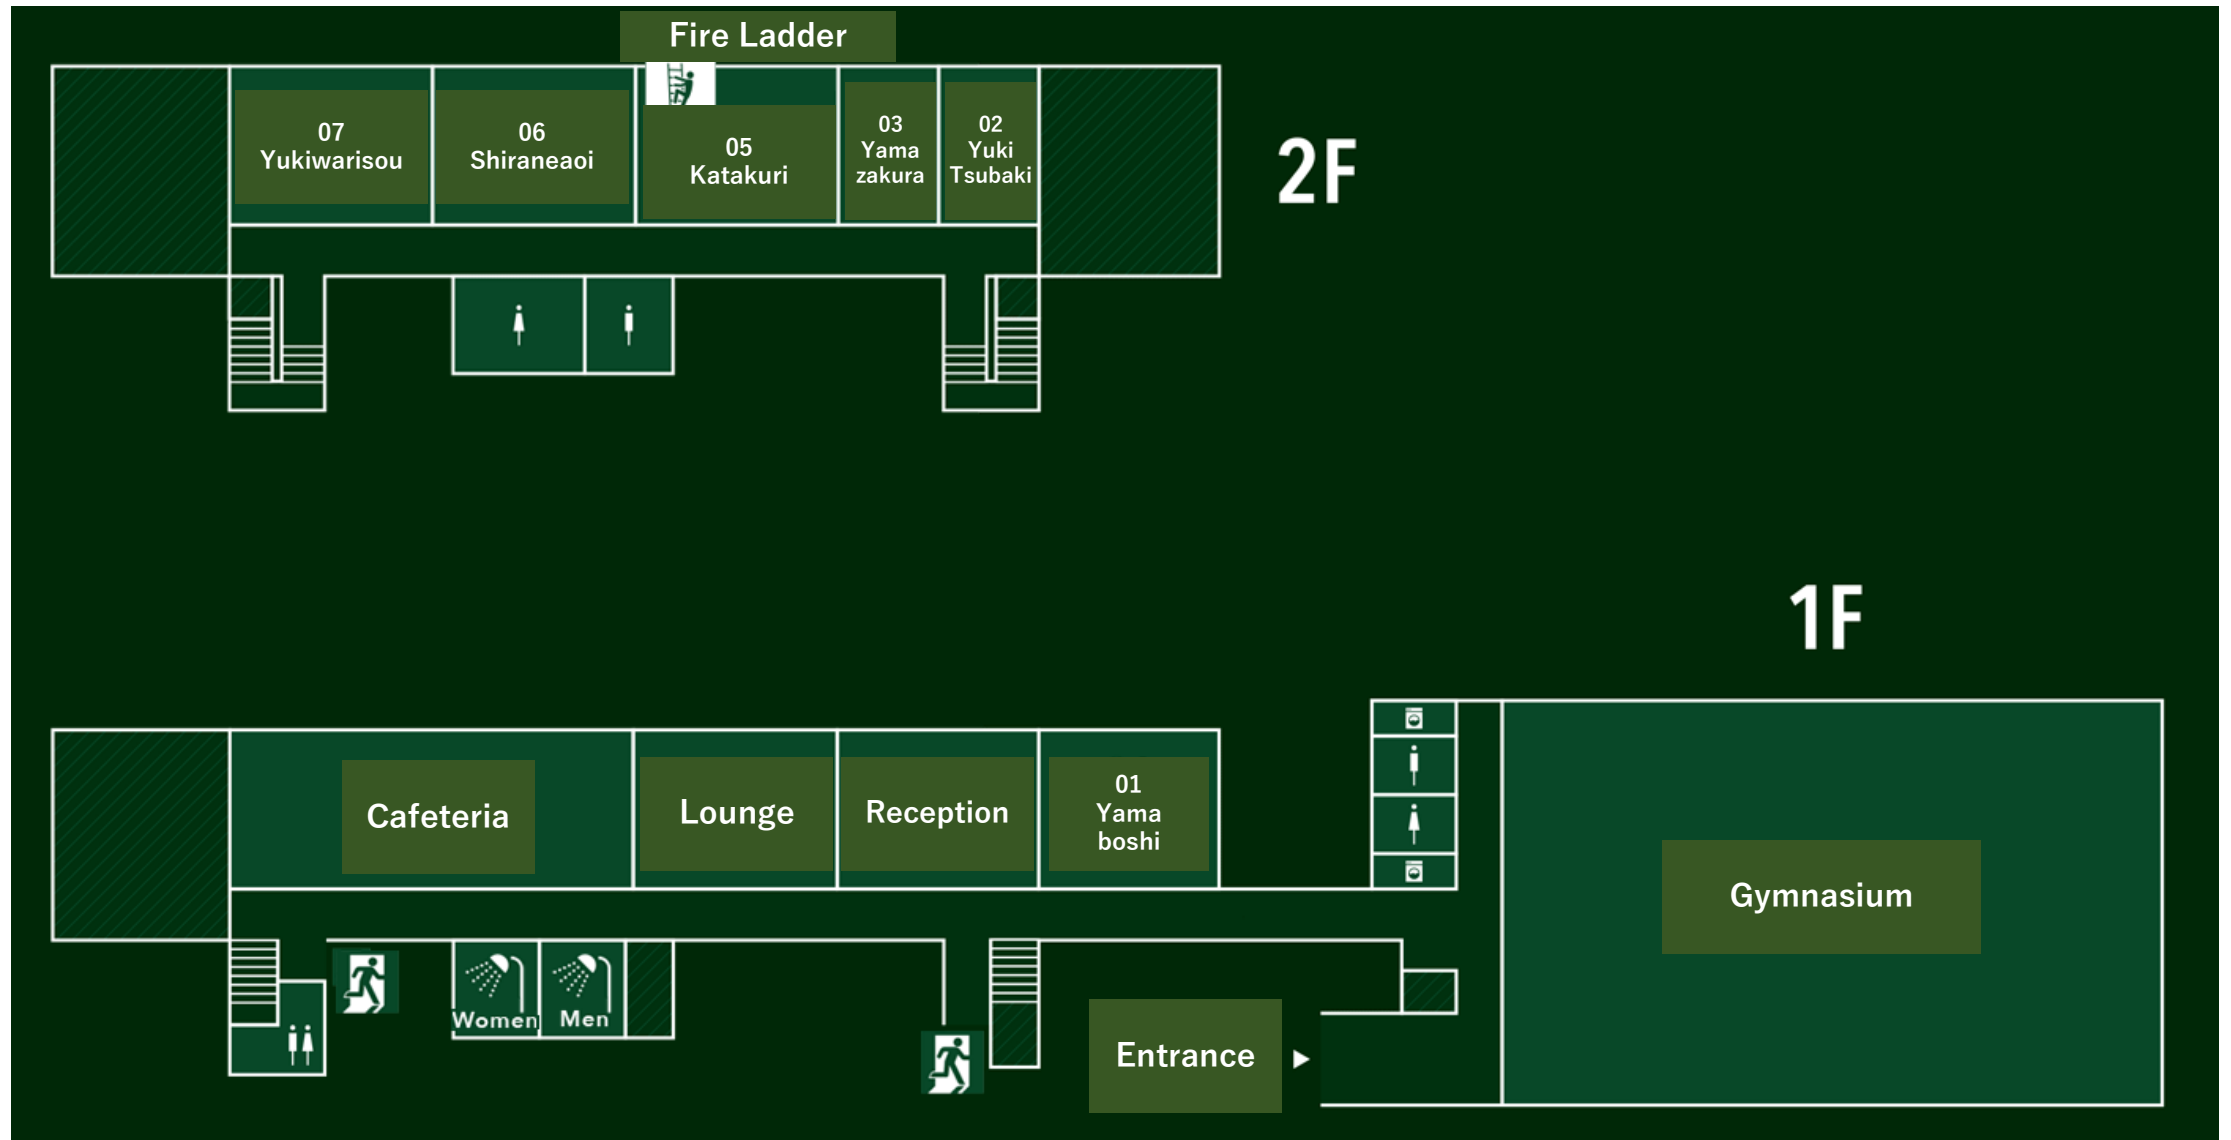 Fire Ladder
07
Yukiwarisou
06
Shiraneaoi
05
Katakuri
03
Yama
zakura
02
Yuki
Tsubaki
2F
1F
Cafeteria
Lounge
Reception
01
Yama
boshi
Gymnasium
Women
Men
Entrance